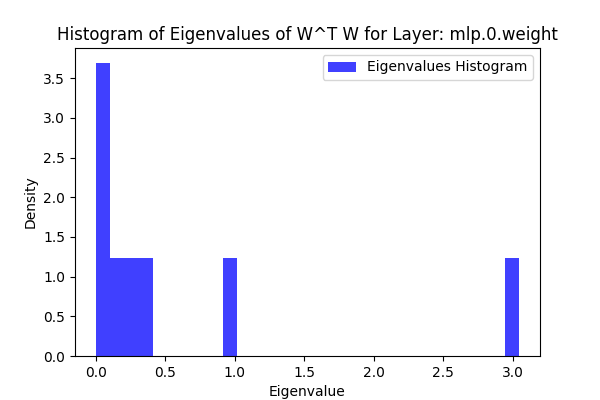 Histogram of Eigenvalues of W^T W for Layer: mlp.0.weight
Eigenvalues Histogram
3.5
3.0
2.5
2.0
1.5
1.0
0.5
0.0
Density
0.0 0.5 1.0 1.5 2.0 2.5 3.0
Eigenvalue